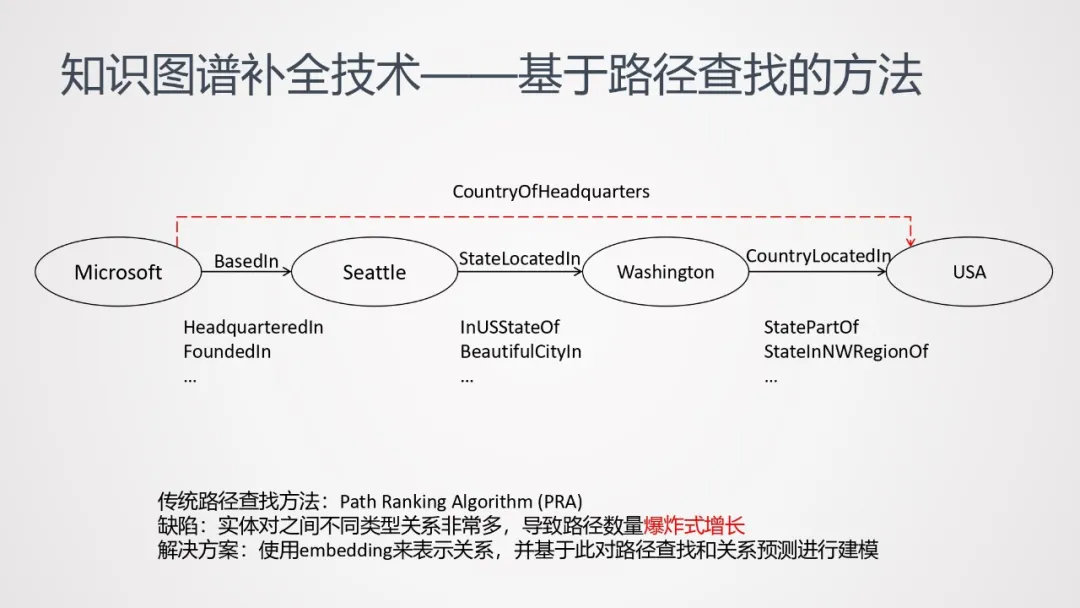 知识图谱补全技术——基于路径查找的方法
CountryOfHeadquarters
Microsoft
BasedIn
Seattle
StateLocatedIn
Washington
CountryLocatedIn
USA
HeadquarteredIn
FoundedIn
...
InUSStateOf
BeautifulCityIn
...
StatePartOf
StateInNWRegionOf
...
传统路径查找方法：Path Ranking Algorithm (PRA)
缺陷：实体对之间不同类型关系非常多，导致路径数量爆炸式增长
解决方案：使用embedding来表示关系，并基于此对路径查找和关系预测进行建模